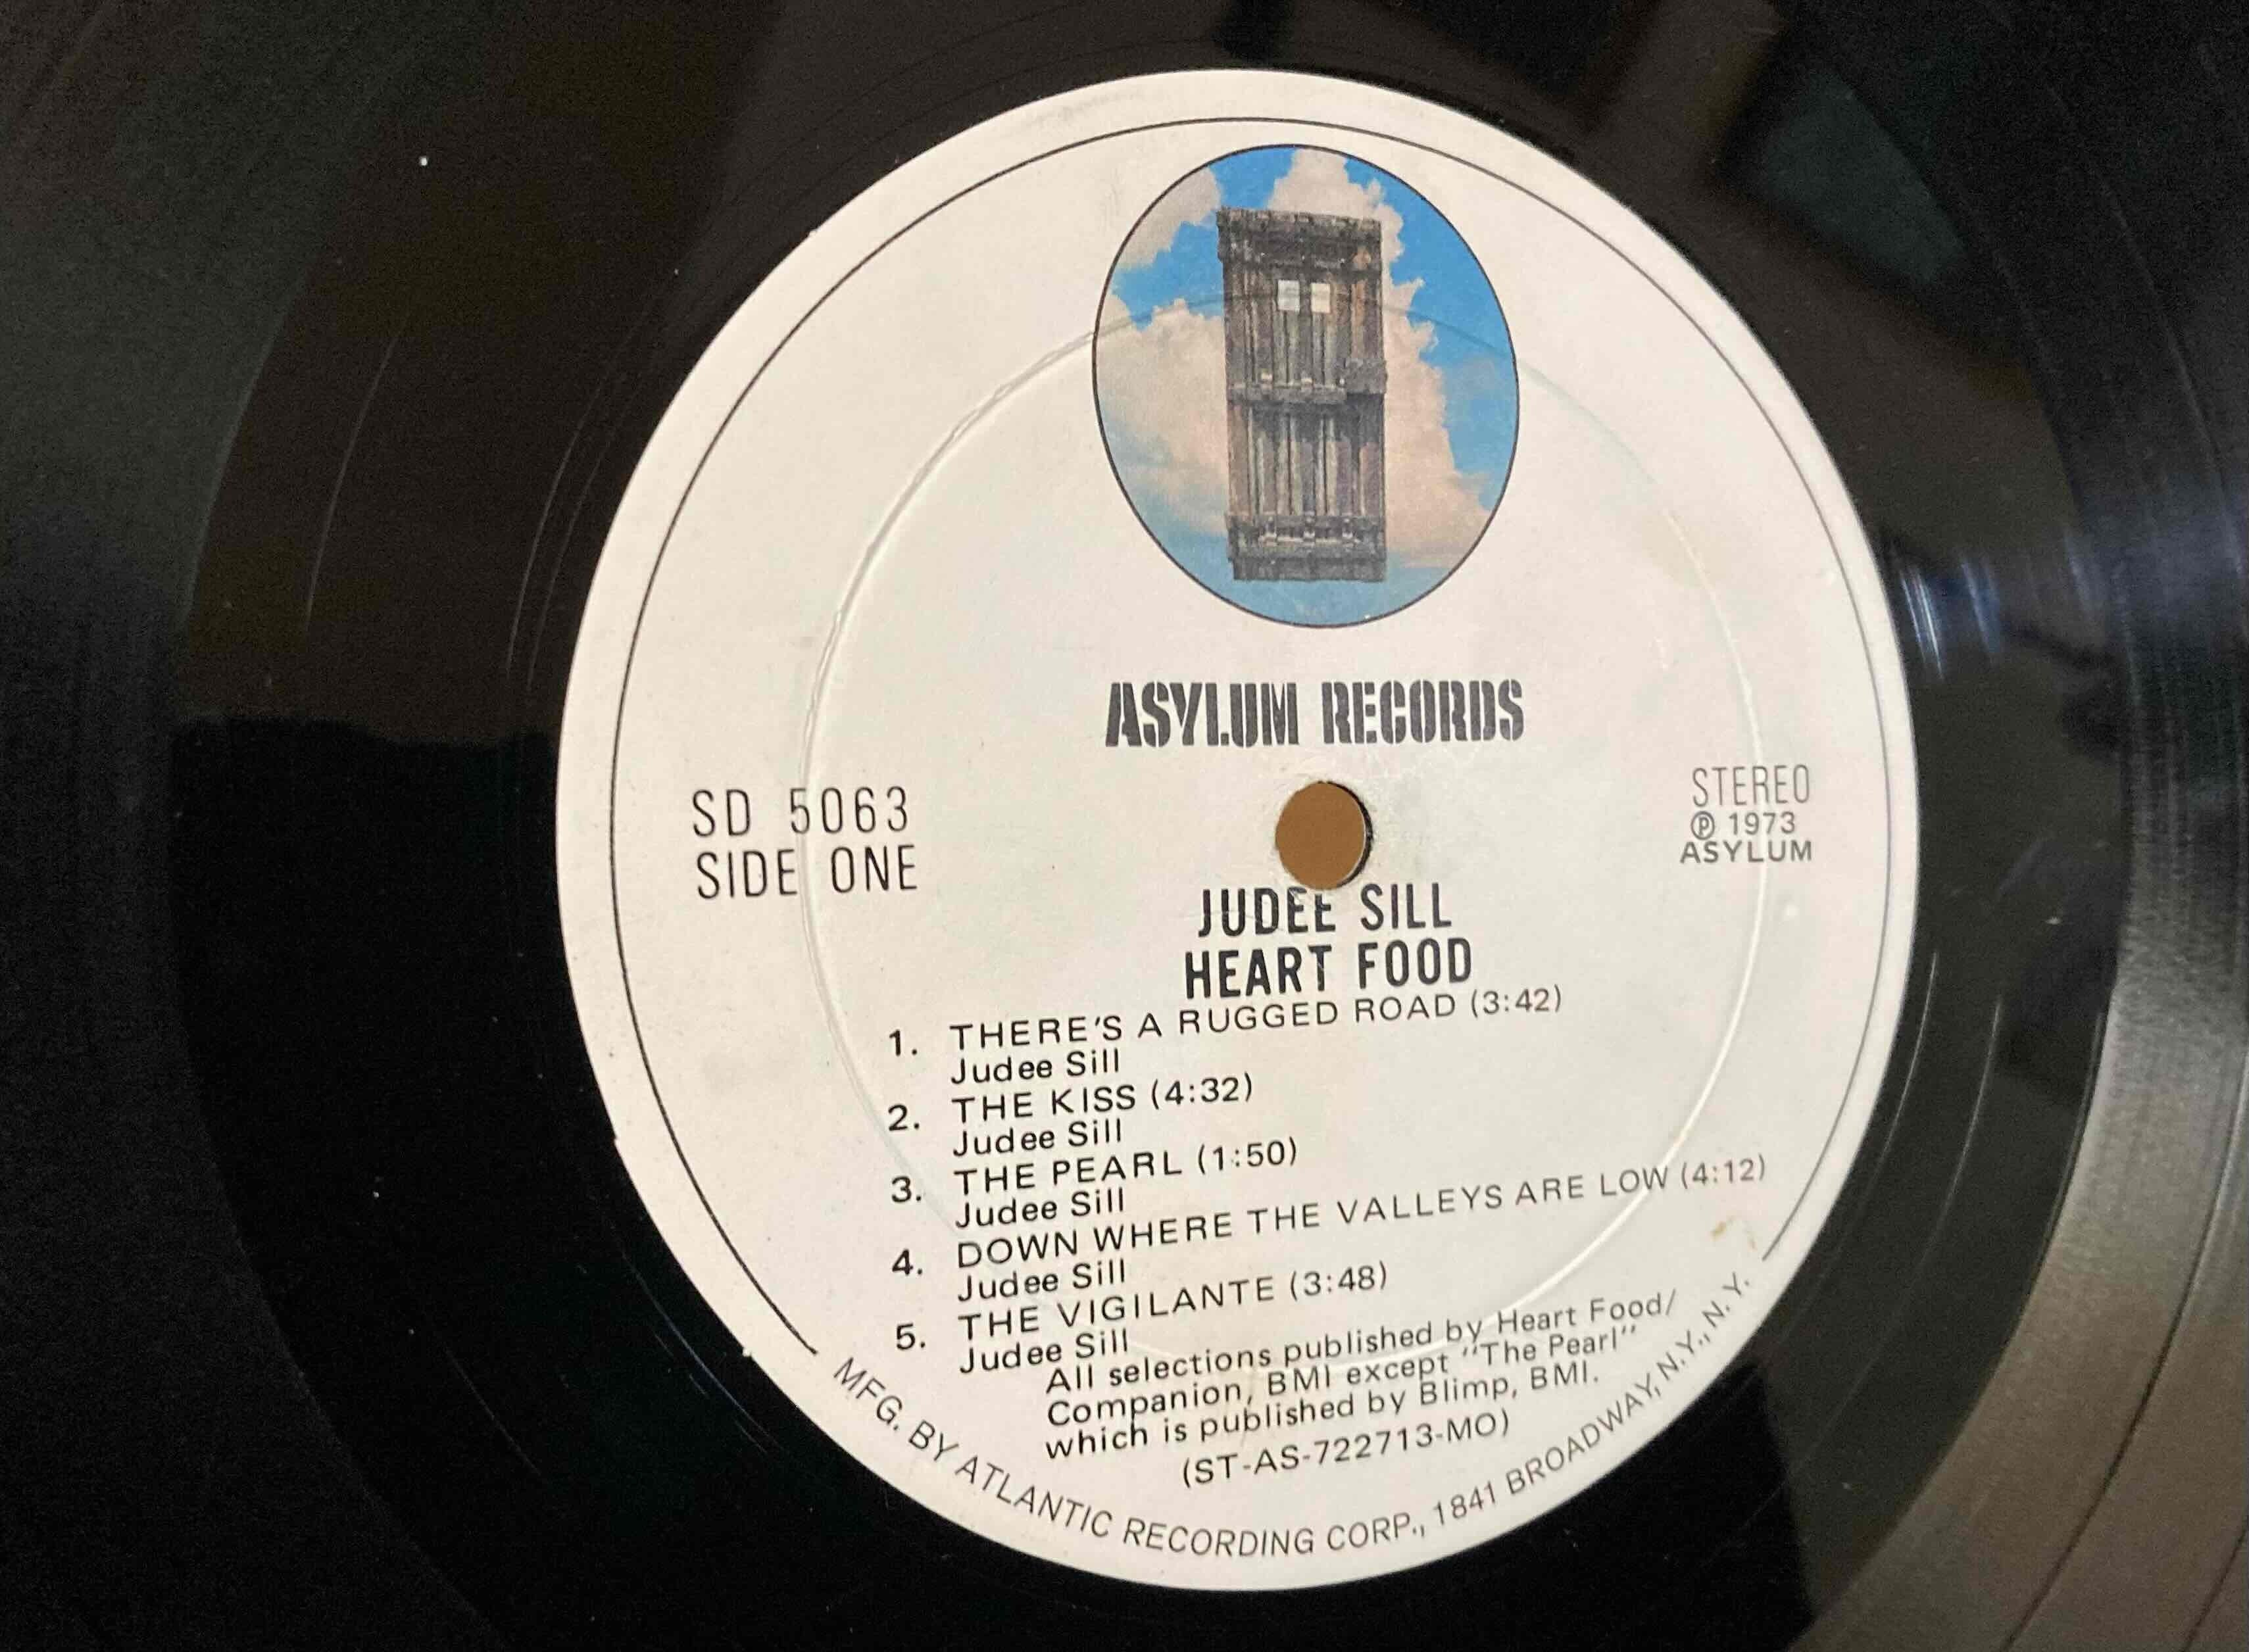 ASYLUM RECORDS
SD 5063
SIDE ONE
STEREO
℗ 1973
ASYLUM
JUDEE SILL
HEART FOOD
1. THERE'S A RUGGED ROAD (3:42)
Judee Sill
2. THE KISS (4:32)
Judee Sill
3. THE PEARL (1:50)
Judee Sill
4. DOWN WHERE THE VALLEYS ARE LOW (4:12)
Judee Sill
5. THE VIGILANTE (3:48)
Judee Sill
All selections published by Heart Food/
Companion, BMI except "The Pearl"
which is published by Blimp, BMI.
(ST-AS-722713-MO)
MFG. BY ATLANTIC RECORDING CORP., 1841 BROADWAY, N.Y., N.Y.